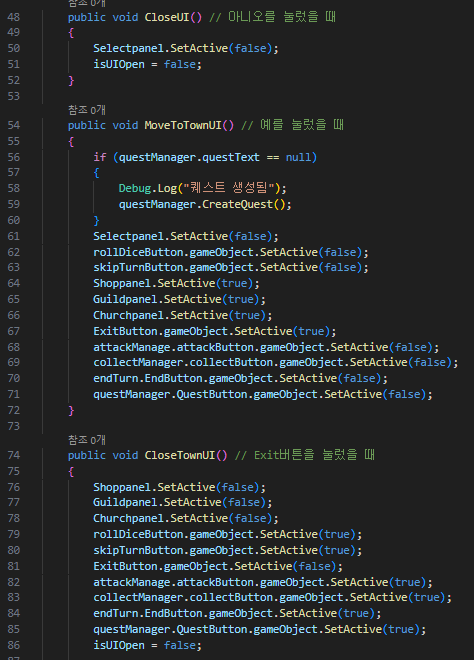 참조 0개
48 public void CloseUI() // 아니오를 눌렀을 때
49 {
50 Selectpanel.SetActive(false);
51 isUIOpen = false;
52 }
53
참조 0개
54 public void MoveToTownUI() // 예를 눌렀을 때
55 {
56 if (questManager.questText == null)
57 {
58 Debug.Log("퀘스트 생성됨");
59 questManager.CreateQuest();
60 }
61 Selectpanel.SetActive(false);
62 rollDiceButton.gameObject.SetActive(false);
63 skipTurnButton.gameObject.SetActive(false);
64 Shoppanel.SetActive(true);
65 Guildpanel.SetActive(true);
66 Churchpanel.SetActive(true);
67 ExitButton.gameObject.SetActive(true);
68 attackManage.attackButton.gameObject.SetActive(false);
69 collectManager.collectButton.gameObject.SetActive(false);
70 endTurn.EndButton.gameObject.SetActive(false);
71 questManager.QuestButton.gameObject.SetActive(false);
72 }
73
참조 0개
74 public void CloseTownUI() // Exit버튼을 눌렀을 때
75 {
76 Shoppanel.SetActive(false);
77 Guildpanel.SetActive(false);
78 Churchpanel.SetActive(false);
79 rollDiceButton.gameObject.SetActive(true);
80 skipTurnButton.gameObject.SetActive(true);
81 ExitButton.gameObject.SetActive(false);
82 attackManage.attackButton.gameObject.SetActive(true);
83 collectManager.collectButton.gameObject.SetActive(true);
84 endTurn.EndButton.gameObject.SetActive(true);
85 questManager.QuestButton.gameObject.SetActive(true);
86 isUIOpen = false;